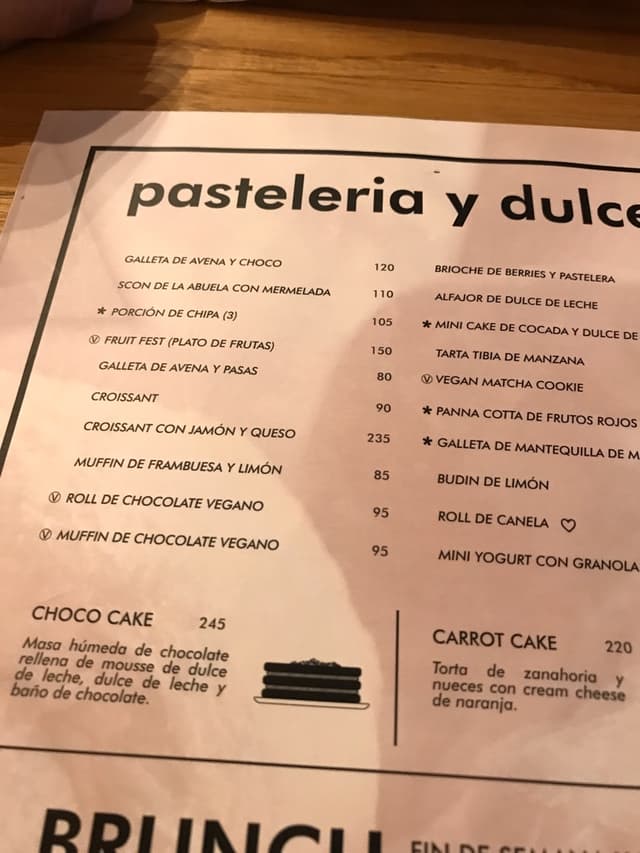 pasteleria y dulce
GALLETA DE AVENA Y CHOCO 120
SCON DE LA ABUELA CON MERMELADA 110
* PORCIÓN DE CHIPA (3) 105
Ⓥ FRUIT FEST (PLATO DE FRUTAS) 150
GALLETA DE AVENA Y PASAS 80
CROISSANT 90
CROISSANT CON JAMÓN Y QUESO 235
MUFFIN DE FRAMBUESA Y LIMÓN 85
Ⓥ ROLL DE CHOCOLATE VEGANO 95
Ⓥ MUFFIN DE CHOCOLATE VEGANO 95
BRIOCHE DE BERRIES Y PASTELERA
ALFAJOR DE DULCE DE LECHE
* MINI CAKE DE COCADA Y DULCE DE
TARTA TIBIA DE MANZANA
Ⓥ VEGAN MATCHA COOKIE
* PANNA COTTA DE FRUTOS ROJOS
* GALLETA DE MANTEQUILLA DE M
BUDIN DE LIMÓN
ROLL DE CANELA ♡
MINI YOGURT CON GRANOLA
CHOCO CAKE 245
Masa húmeda de chocolate
rellena de mousse de dulce
de leche, dulce de leche y
baño de chocolate.
CARROT CAKE 220
Torta de zanahoria y
nueces con cream cheese
de naranja.
BRUNCH FIN DE SEMANA